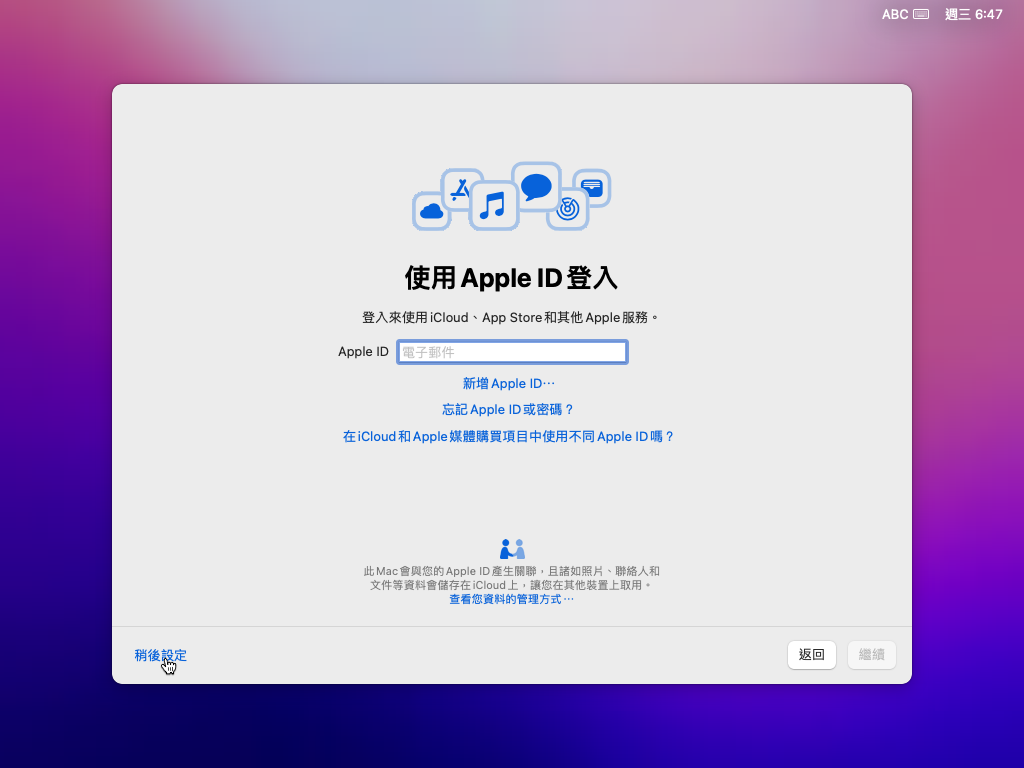 ABC 週三 6:47
使用 Apple ID 登入
登入來使用 iCloud、App Store 和其他 Apple 服務。
Apple ID 電子郵件
新增 Apple ID⋯
忘記 Apple ID 或密碼？
在 iCloud 和 Apple 媒體購買項目中使用不同 Apple ID 嗎？
此 Mac 會與您的 Apple ID 產生關聯，且諸如照片、聯絡人和
文件等資料會儲存在 iCloud 上，讓您在其他裝置上取用。
查看您資料的管理方式⋯
稍後設定 返回 繼續